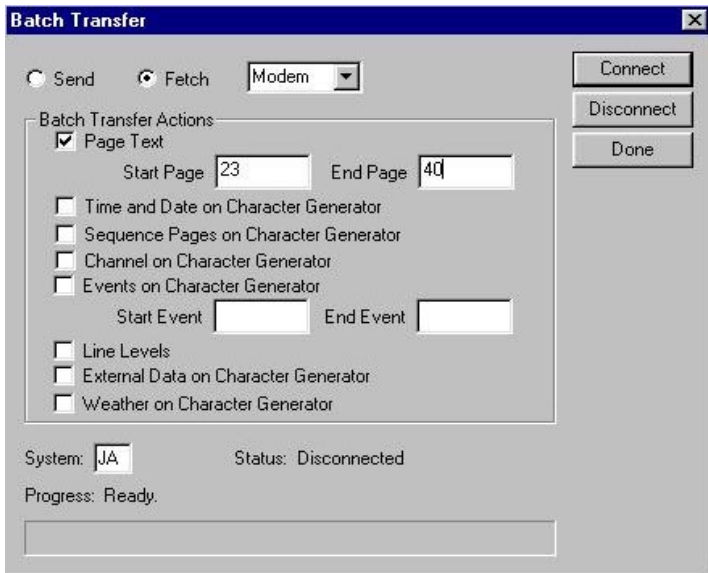 Batch Transfer
Send Fetch Modem Connect
Disconnect
Batch Transfer Actions
Page Text Done
Start Page 23 End Page 40
Time and Date on Character Generator
Sequence Pages on Character Generator
Channel on Character Generator
Events on Character Generator
Start Event End Event
Line Levels
External Data on Character Generator
Weather on Character Generator
System: JA Status: Disconnected
Progress: Ready.